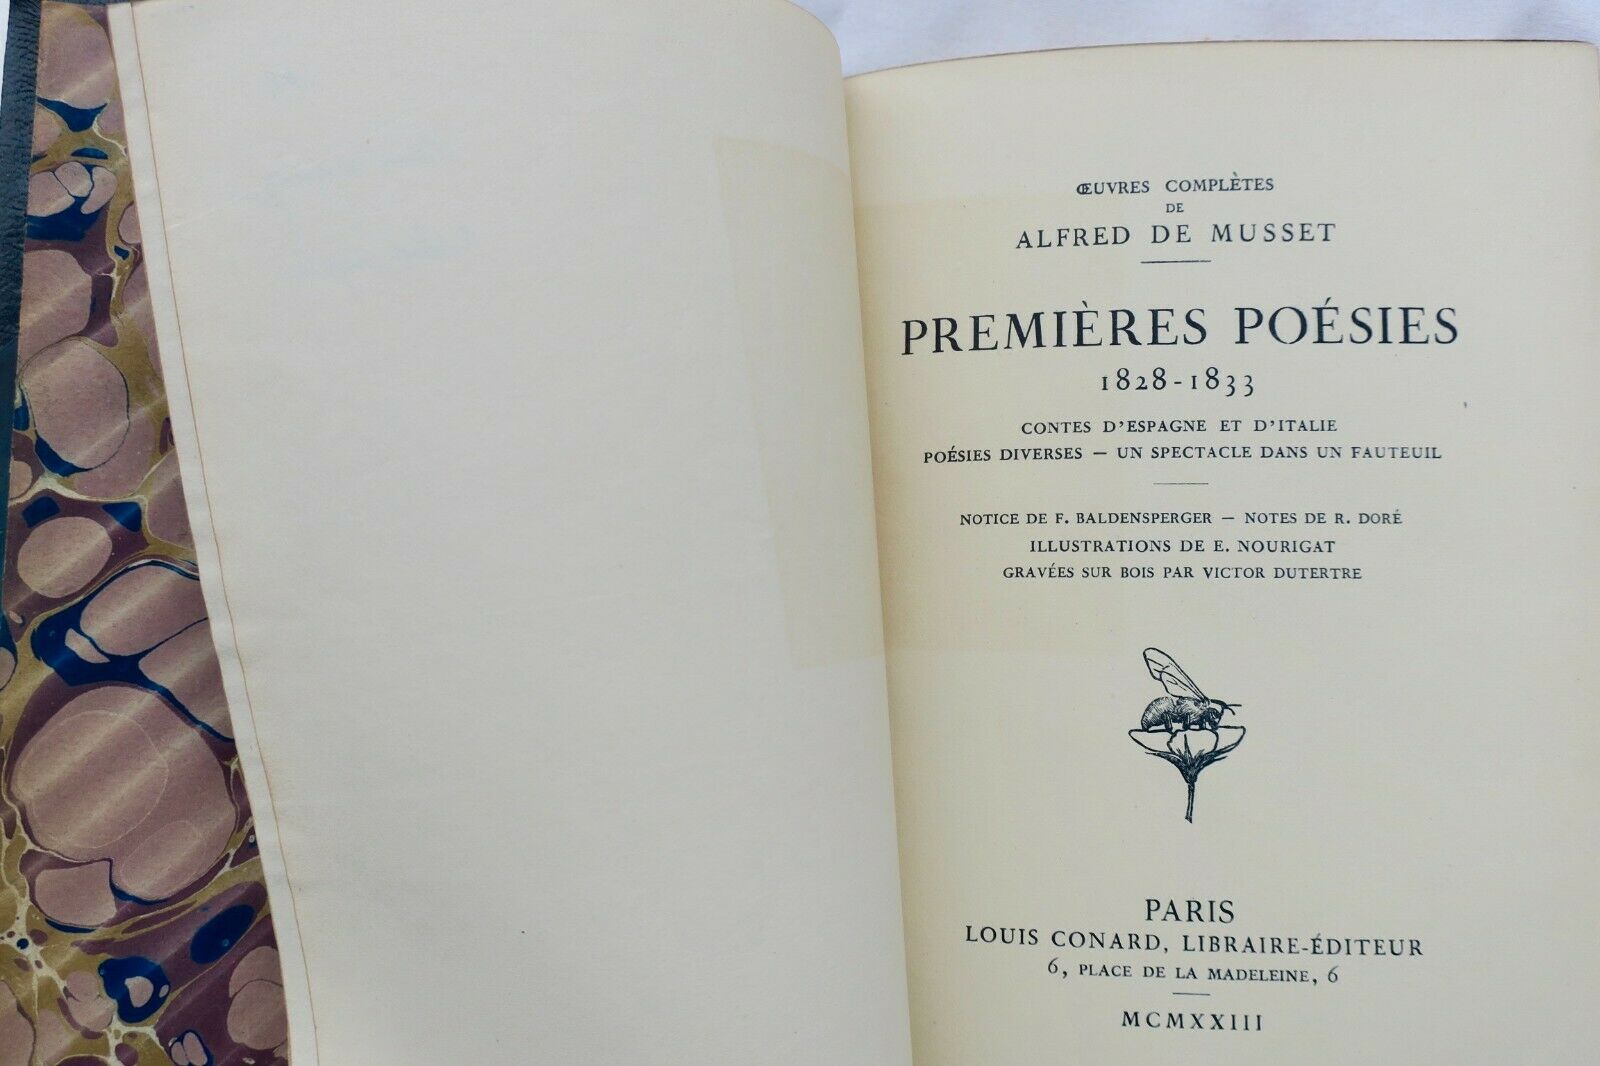 ŒUVRES COMPLÈTES
DE
ALFRED DE MUSSET
PREMIÈRES POÉSIES
1828-1833
CONTES D'ESPAGNE ET D'ITALIE
POÉSIES DIVERSES — UN SPECTACLE DANS UN FAUTEUIL
NOTICE DE F. BALDENSPERGER — NOTES DE R. DORÉ
ILLUSTRATIONS DE E. NOURIGAT
GRAVÉES SUR BOIS PAR VICTOR DUTERTRE
PARIS
LOUIS CONARD, LIBRAIRE-ÉDITEUR
6, PLACE DE LA MADELEINE, 6
MCMXXIII